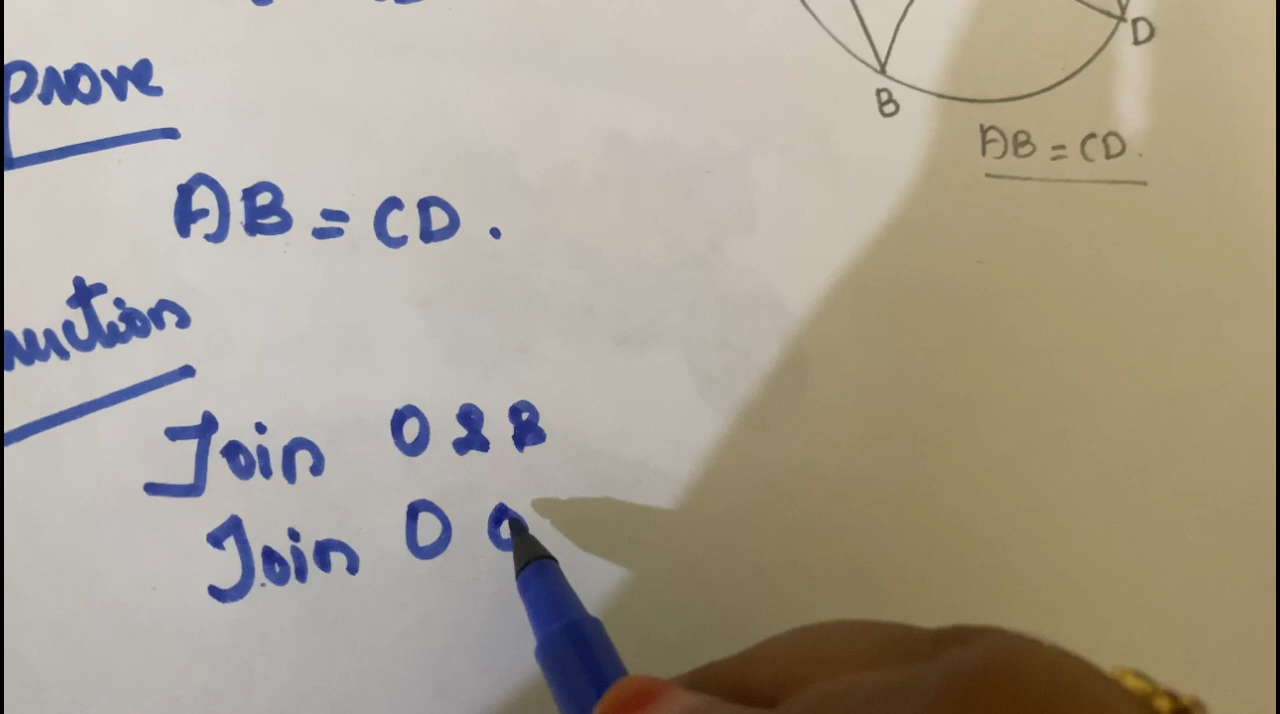 prove
AB = CD.
Join O & B
Join O
B
D
AB = CD.